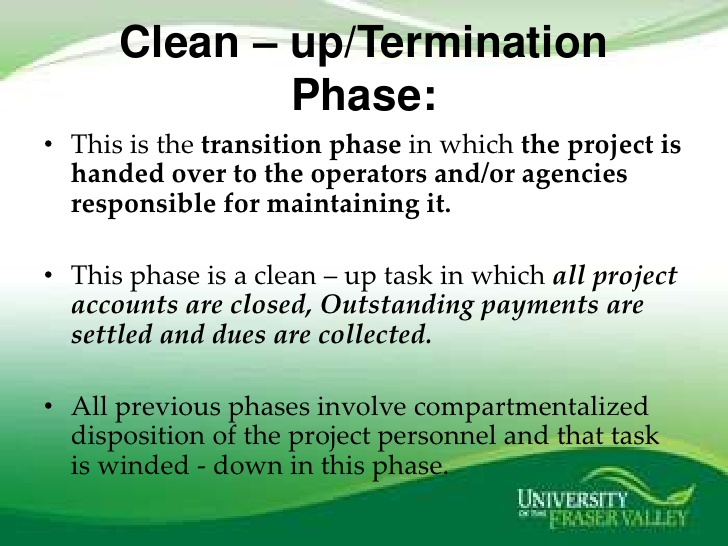 Clean – up/Termination
Phase:
• This is the transition phase in which the project is
handed over to the operators and/or agencies
responsible for maintaining it.
• This phase is a clean – up task in which all project
accounts are closed, Outstanding payments are
settled and dues are collected.
• All previous phases involve compartmentalized
disposition of the project personnel and that task
is winded - down in this phase.
UNIVERSITY
OF THE FRASER VALLEY